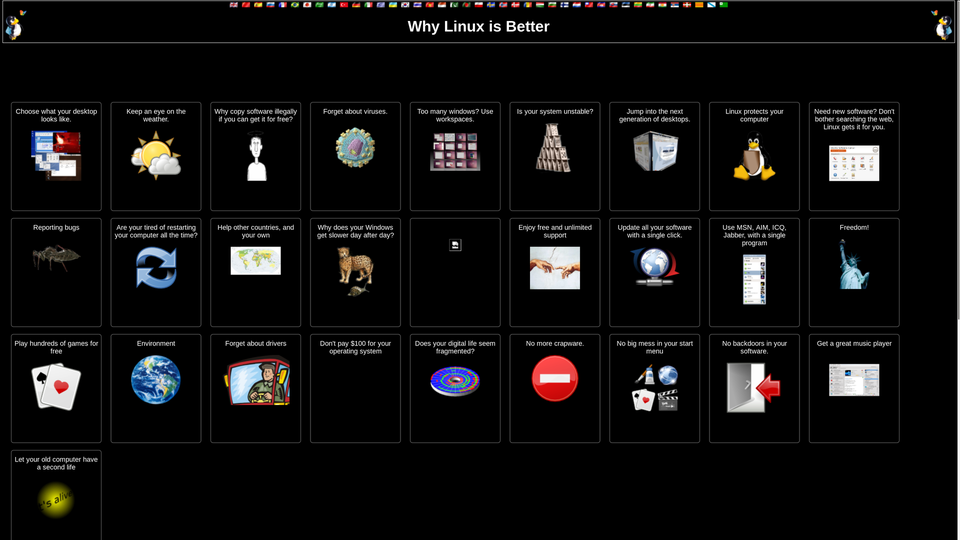 Why Linux is Better
Choose what your desktop
looks like.
Keep an eye on the
weather.
Why copy software illegally
if you can get it for free?
Forget about viruses.
Too many windows? Use
workspaces.
Is your system unstable?
Jump into the next
generation of desktops.
Linux protects your
computer
Need new software? Don't
bother searching the web,
Linux gets it for you.
Reporting bugs
Are your tired of restarting
your computer all the time?
Help other countries, and
your own
Why does your Windows
get slower day after day?
Enjoy free and unlimited
support
Update all your software
with a single click.
Use MSN, AIM, ICQ,
Jabber, with a single
program
Freedom!
Play hundreds of games for
free
Environment
Forget about drivers
Don't pay $100 for your
operating system
Does your digital life seem
fragmented?
No more crapware.
No big mess in your start
menu
No backdoors in your
software.
Get a great music player
Let your old computer have
a second life
's alive